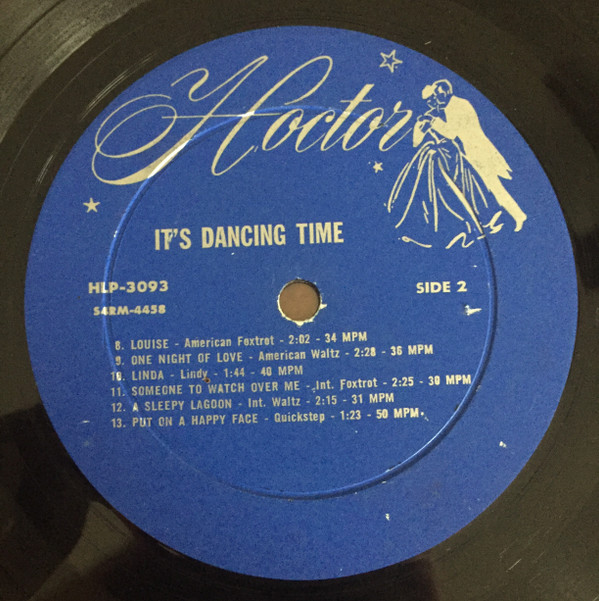 Hoctor
IT'S DANCING TIME
HLP-3093 SIDE 2
S4RM-4458
8. LOUISE - American Foxtrot - 2:02 - 34 MPM
9. ONE NIGHT OF LOVE - American Waltz - 2:28 - 36 MPM
10. LINDA - Lindy - 1:44 - 40 MPM
11. SOMEONE TO WATCH OVER ME - Int. Foxtrot - 2:25 - 30 MPM
12. A SLEEPY LAGOON - Int. Waltz - 2:15 - 31 MPM
13. PUT ON A HAPPY FACE - Quickstep - 1:23 - 50 MPM.